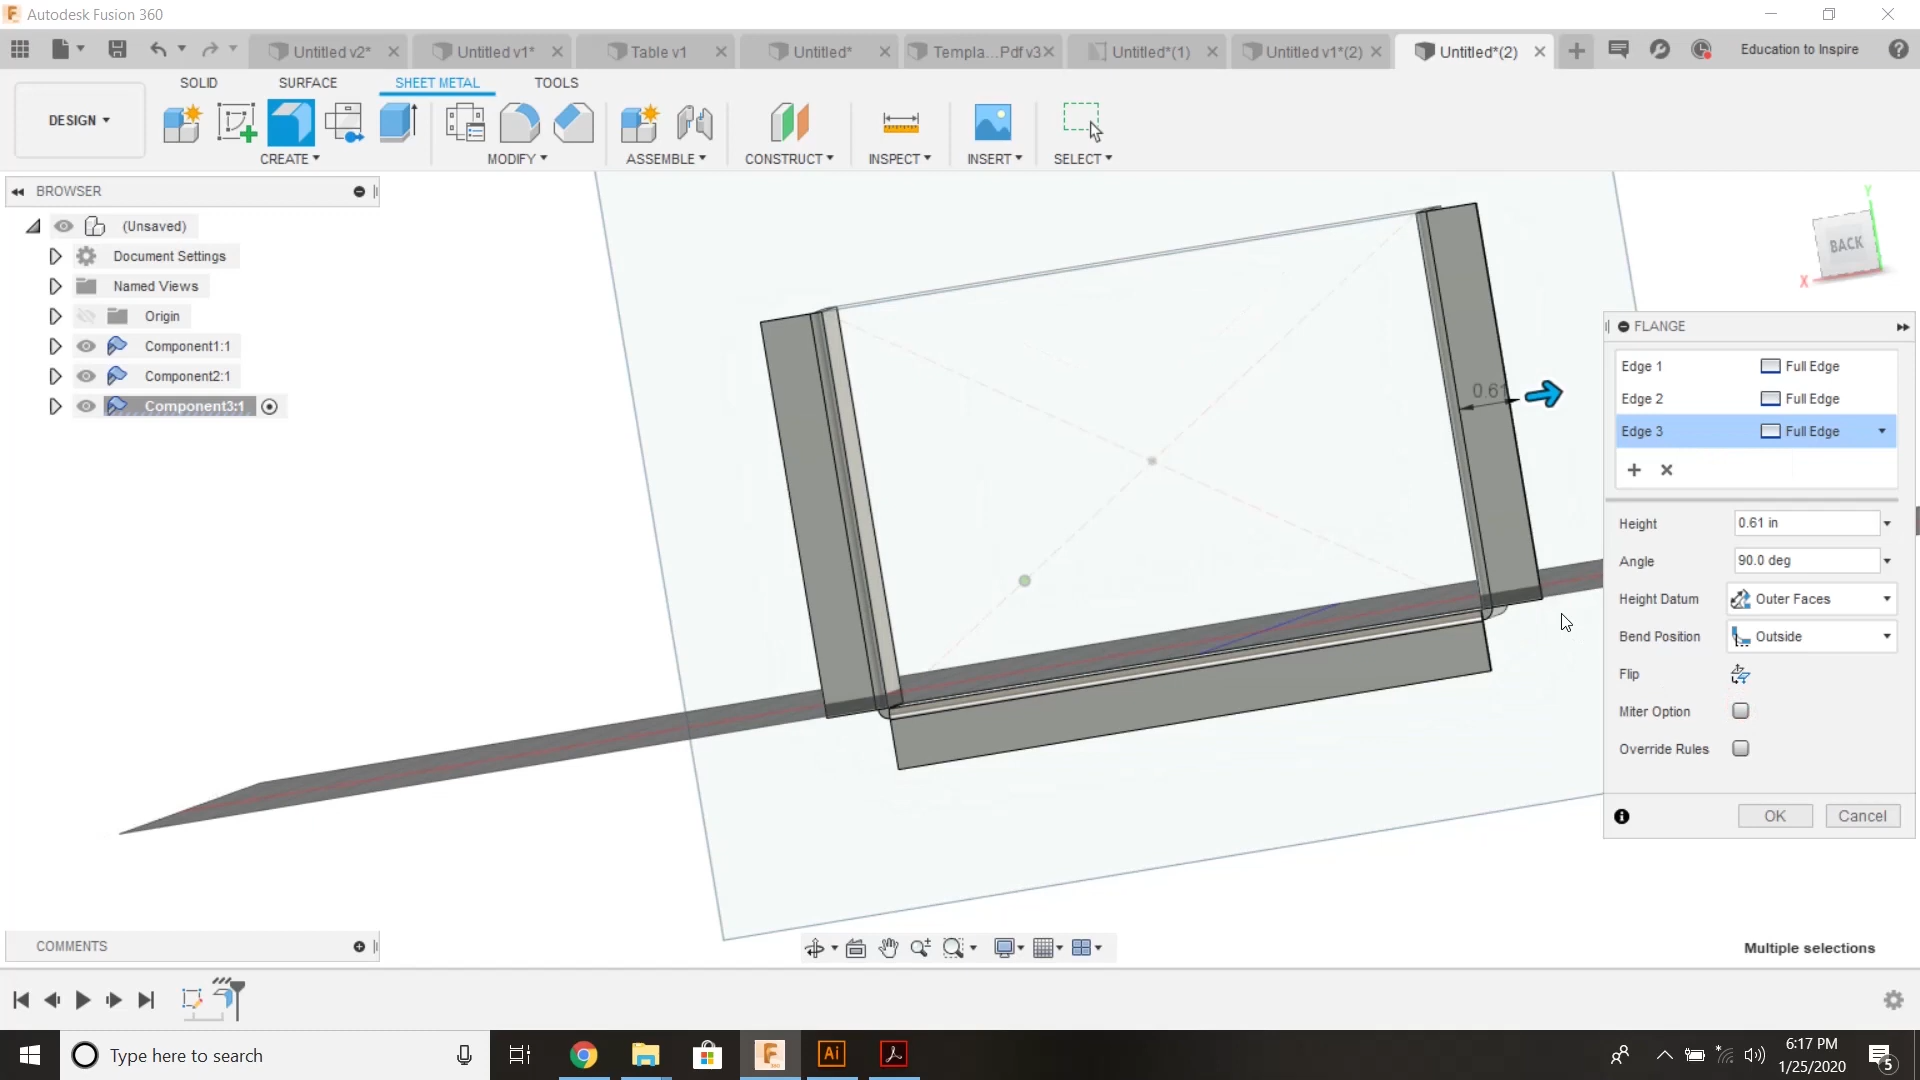 Autodesk Fusion 360
Untitled v2*
Untitled v1*
Table v1
Untitled*
Templa...Pdf v3
Untitled*(1)
Untitled v1*(2)
Untitled*(2)
Education to Inspire
DESIGN
SOLID
SURFACE
SHEET METAL
TOOLS
CREATE
MODIFY
ASSEMBLE
CONSTRUCT
INSPECT
INSERT
SELECT
BROWSER
(Unsaved)
Document Settings
Named Views
Origin
Component1:1
Component2:1
Component3:1
Y
BACK
X
0.61
FLANGE
Edge 1 Full Edge
Edge 2 Full Edge
Edge 3 Full Edge
Height 0.61 in
Angle 90.0 deg
Height Datum Outer Faces
Bend Position Outside
Flip
Miter Option
Override Rules
OK Cancel
COMMENTS
Multiple selections
Type here to search
Ai
6:17 PM
1/25/2020
5